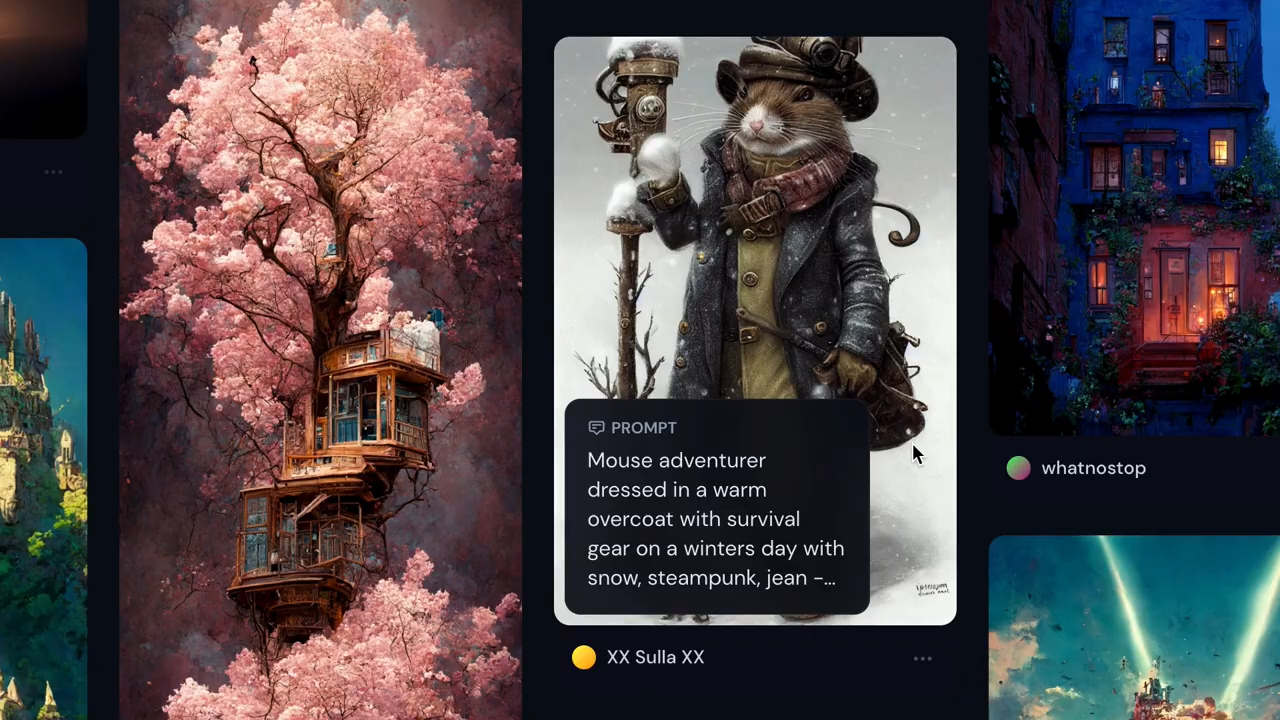 PROMPT
Mouse adventurer
dressed in a warm
overcoat with survival
gear on a winters day with
snow, steampunk, jean -...
XX Sulla XX
whatnostop